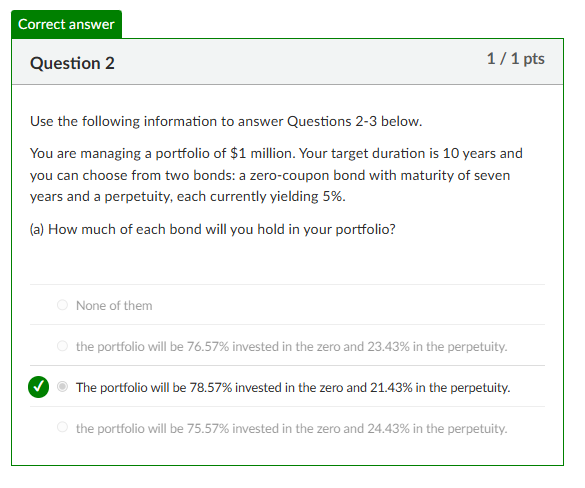 Correct answer
Question 2
1 / 1 pts
Use the following information to answer Questions 2-3 below.
You are managing a portfolio of $1 million. Your target duration is 10 years and
you can choose from two bonds: a zero-coupon bond with maturity of seven
years and a perpetuity, each currently yielding 5%.
(a) How much of each bond will you hold in your portfolio?
None of them
the portfolio will be 76.57% invested in the zero and 23.43% in the perpetuity.
The portfolio will be 78.57% invested in the zero and 21.43% in the perpetuity.
the portfolio will be 75.57% invested in the zero and 24.43% in the perpetuity.